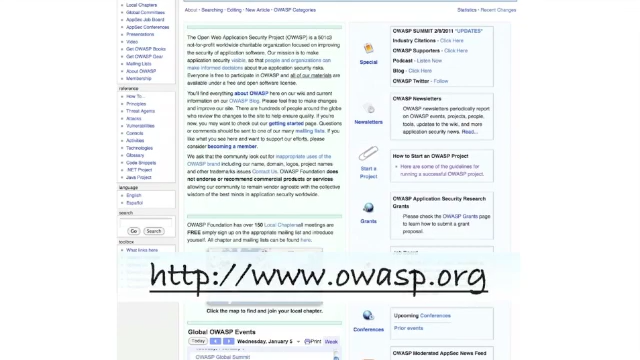 Local Chapters
Global Committees
AppSec Job Board
AppSec Conferences
Presentations
Video
Get OWASP Books
Get OWASP Gear
Mailing Lists
About OWASP
Membership
reference
How To...
Principles
Threat Agents
Attacks
Vulnerabilities
Controls
Activities
Technologies
Glossary
Code Snippets
.NET Project
Java Project
language
English
Español
search
Go Search
toolbox
What links here
About · Searching · Editing · New Article · OWASP Categories
Statistics · Recent Changes
The Open Web Application Security Project (OWASP) is a 501c3
not-for-profit worldwide charitable organization focused on improving
the security of application software. Our mission is to make
application security visible, so that people and organizations can
make informed decisions about true application security risks.
Everyone is free to participate in OWASP and all of our materials are
available under a free and open software license.
You'll find everything about OWASP here on our wiki and current
information on our OWASP Blog. Please feel free to make changes
and improve our site. There are hundreds of people around the globe
who review the changes to the site to help ensure quality. If you're
new, you may want to check out our getting started page. Questions
or comments should be sent to one of our many mailing lists. If you
like what you see here and want to support our efforts, please
consider becoming a member.
We ask that the community look out for inappropriate uses of the
OWASP brand including our name, domain, logos, project names
and other trademarks issues Contact Us. OWASP Foundation does
not endorse or recommend commercial products or services
allowing our community to remain vendor agnostic with the collective
wisdom of the best minds in application security worldwide.
OWASP Foundation has over 150 Local Chapters
all meetings are
FREE simply sign up on the appropriate mailing list and introduce
yourself. All chapter and mailing lists can be found here.
http://www.owasp.org
Click the map to find and join your local chapter.
Global OWASP Events
Today Wednesday, January 5 Print Week
OWASP Global Summit
Special
OWASP SUMMIT 2/8/2011 *UPDATES*
Industry Citations - Click Here
OWASP Supporters - Click Here
Podcast - Listen Now
Blog - Click Here
OWASP Twitter - Follow
Newsletters
OWASP Newsletters
OWASP newsletters periodically report
on OWASP events, projects, people,
tools, updates to the wiki, and more
application security news. Read...
Start a
Project
How to Start an OWASP Project
Here are some of the guidelines for
running a successful OWASP project.
Grants
OWASP Application Security Research
Grants
Please check the OWASP Grants page
to learn how to submit a grant
proposal.
Conferences
Upcoming Conferences
Prior events
OWASP Moderated AppSec News Feed